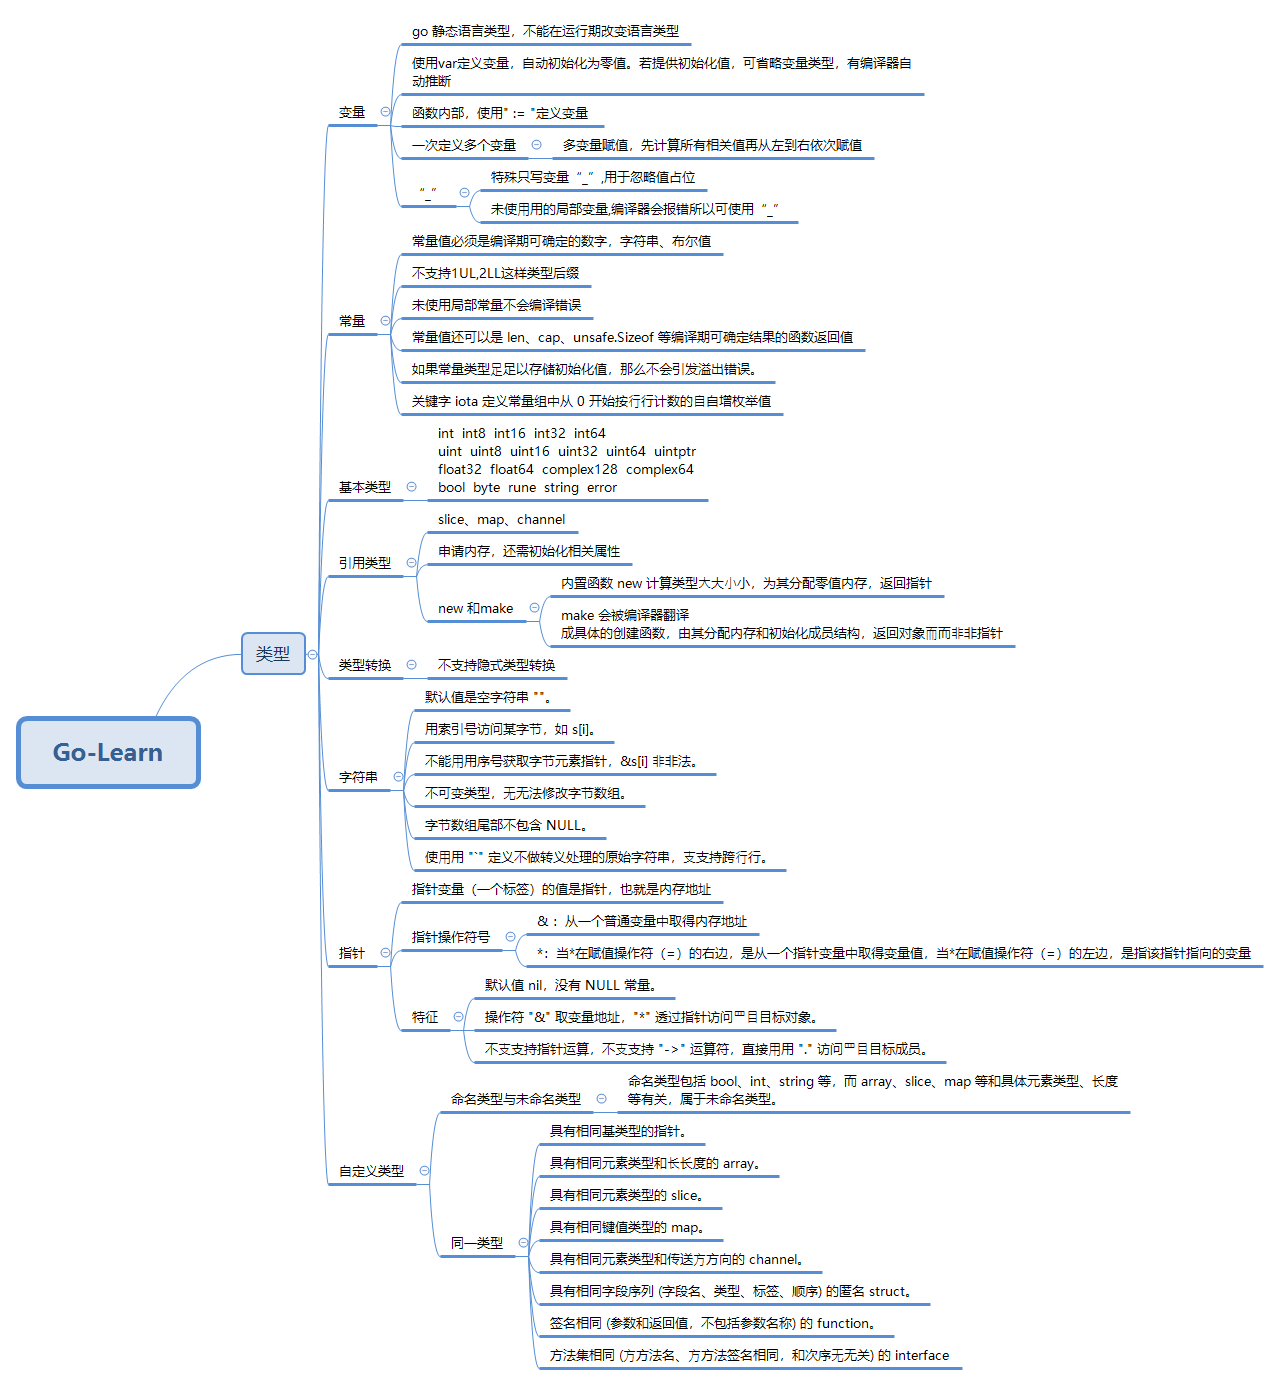 go 静态语言类型，不能在运行期改变语言类型
使用var定义变量，自动初始化为零值。若提供初始化值，可省略变量类型，有编译器自
动推断
变量
函数内部，使用" := "定义变量
一次定义多个变量
多变量赋值，先计算所有相关值再从左到右依次赋值
“_”
特殊只写变量“_”,用于忽略值占位
未使用用的局部变量,编译器会报错所以可使用“_”
常量值必须是编译期可确定的数字，字符串、布尔值
不支持1UL,2LL这样类型后缀
未使用局部常量不会编译错误
常量
常量值还可以是 len、cap、unsafe.Sizeof 等编译期可确定结果的函数返回值
如果常量类型⾜足以存储初始化值，那么不会引发溢出错误。
关键字 iota 定义常量组中从 0 开始按⾏行计数的⾃自增枚举值
int int8 int16 int32 int64
uint uint8 uint16 uint32 uint64 uintptr
float32 float64 complex128 complex64
bool byte rune string error
基本类型
slice、map、channel
申请内存，还需初始化相关属性
引用类型
new 和make
内置函数 new 计算类型⼤大⼩小，为其分配零值内存，返回指针
make 会被编译器翻译
成具体的创建函数，由其分配内存和初始化成员结构，返回对象⽽而⾮非指针
类型
类型转换
不支持隐式类型转换
默认值是空字符串 ""。
用索引号访问某字节，如 s[i]。
不能⽤用序号获取字节元素指针，&s[i] ⾮非法。
Go-Learn
字符串
不可变类型，⽆无法修改字节数组。
字节数组尾部不包含 NULL。
使⽤用 "`" 定义不做转义处理的原始字符串，⽀支持跨⾏行。
指针变量（一个标签）的值是指针，也就是内存地址
指针
指针操作符号
&： 从一个普通变量中取得内存地址
*： 当*在赋值操作符（=）的右边，是从一个指针变量中取得变量值，当*在赋值操作符（=）的左边，是指该指针指向的变量
特征
默认值 nil，没有 NULL 常量。
操作符 "&" 取变量地址，"*" 透过指针访问⺫目标对象。
不⽀支持指针运算，不⽀支持 "->" 运算符，直接⽤用 "." 访问⺫目标成员。
命名类型与未命名类型
命名类型包括 bool、int、string 等，而 array、slice、map 等和具体元素类型、长度
等有关，属于未命名类型。
自定义类型
同一类型
具有相同基类型的指针。
具有相同元素类型和⻓长度的 array。
具有相同元素类型的 slice。
具有相同键值类型的 map。
具有相同元素类型和传送⽅方向的 channel。
具有相同字段序列 (字段名、类型、标签、顺序) 的匿名 struct。
签名相同 (参数和返回值，不包括参数名称) 的 function。
方法集相同 (⽅方法名、⽅方法签名相同，和次序⽆无关) 的 interface